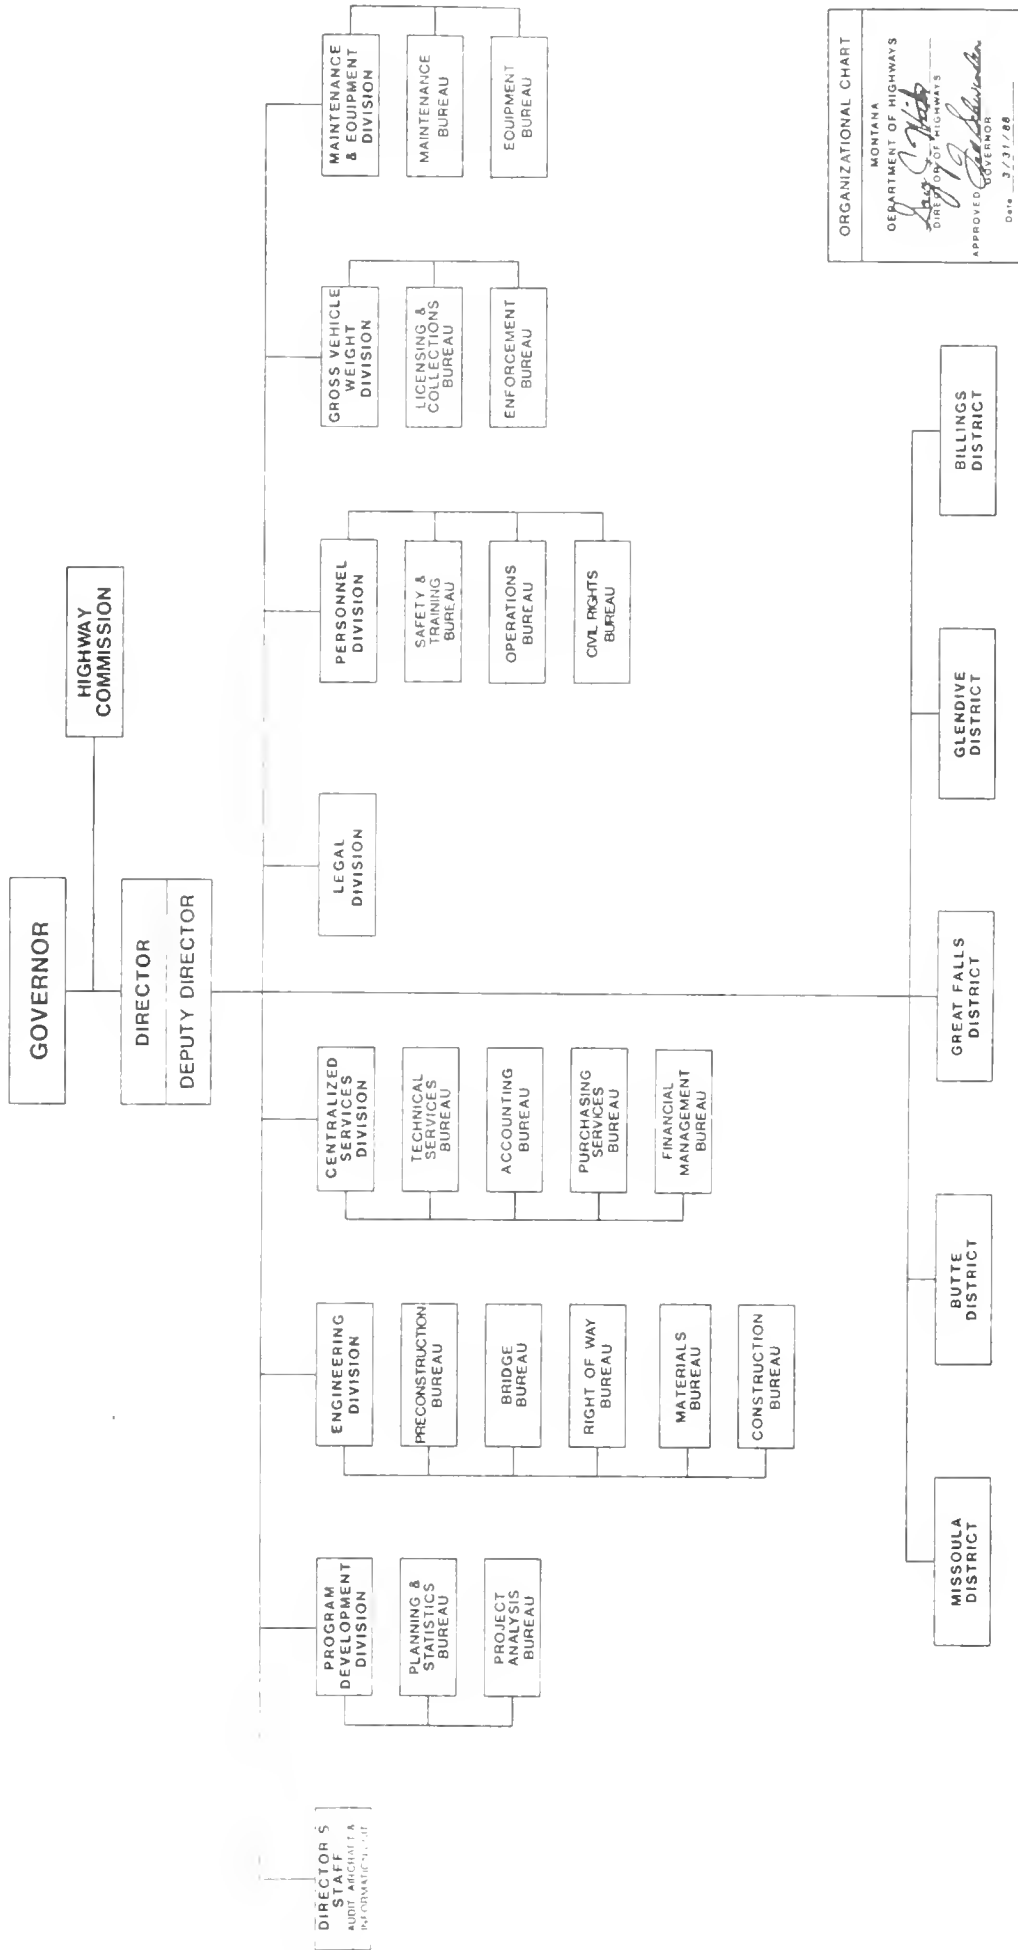 GOVERNOR
HIGHWAY
COMMISSION
DIRECTOR
DEPUTY DIRECTOR
DIRECTOR'S
STAFF
AUDIT, AIRCRAFT &
PROGRAM
DEVELOPMENT
DIVISION
PLANNING &
STATISTICS
BUREAU
PROJECT
ANALYSIS
BUREAU
ENGINEERING
DIVISION
PRECONSTRUCTION
BUREAU
BRIDGE
BUREAU
RIGHT OF WAY
BUREAU
MATERIALS
BUREAU
CONSTRUCTION
BUREAU
CENTRALIZED
SERVICES
DIVISION
TECHNICAL
SERVICES
BUREAU
ACCOUNTING
BUREAU
PURCHASING
SERVICES
BUREAU
FINANCIAL
MANAGEMENT
BUREAU
LEGAL
DIVISION
PERSONNEL
DIVISION
SAFETY &
TRAINING
BUREAU
OPERATIONS
BUREAU
CIVIL RIGHTS
BUREAU
GROSS VEHICLE
WEIGHT
DIVISION
LICENSING &
COLLECTIONS
BUREAU
ENFORCEMENT
BUREAU
MAINTENANCE
& EQUIPMENT
DIVISION
MAINTENANCE
BUREAU
EQUIPMENT
BUREAU
MISSOULA
DISTRICT
BUTTE
DISTRICT
GREAT FALLS
DISTRICT
GLENDIVE
DISTRICT
BILLINGS
DISTRICT
ORGANIZATIONAL CHART
MONTANA
DEPARTMENT OF HIGHWAYS
DIRECTOR OF HIGHWAYS
APPROVED
GOVERNOR
Date 3/31/88